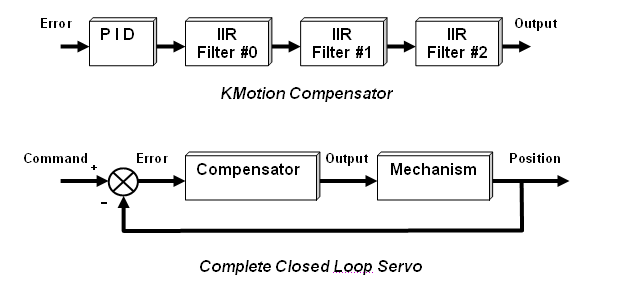 Error
P I D
IIR
Filter #0
IIR
Filter #1
IIR
Filter #2
Output
KMotion Compensator
Command
+
-
Error
Compensator
Output
Mechanism
Position
Complete Closed Loop Servo